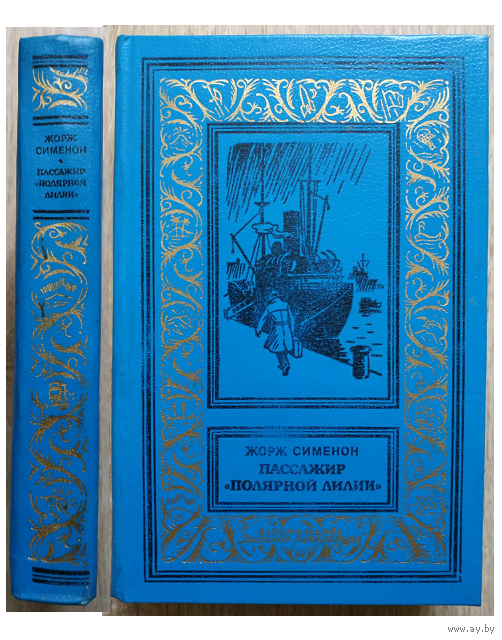 ЖОРЖ
СИМЕНОН
ПАССАЖИР
«ПОЛЯРНОЙ
ЛИЛИИ»
ЖОРЖ СИМЕНОН
ПАССАЖИР
«ПОЛЯРНОЙ ЛИЛИИ»
www.ay.by